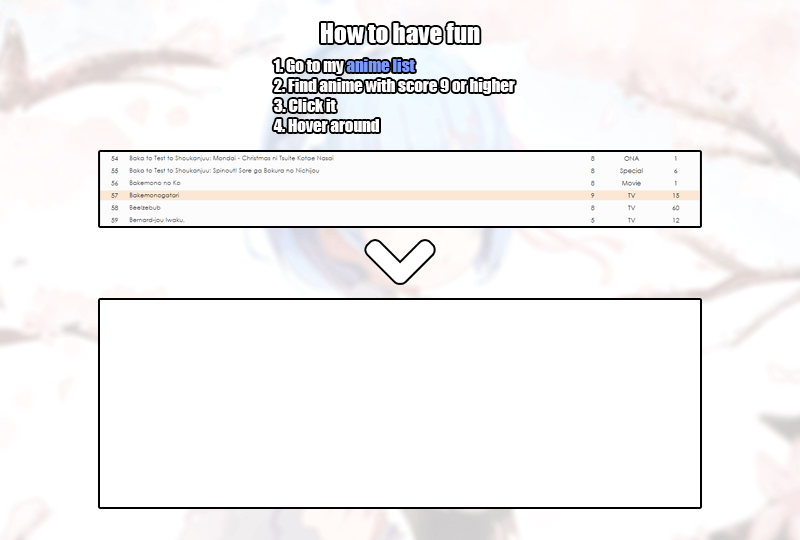 How to have fun
1. Go to my anime list
2. Find anime with score 9 or higher
3. Click it
4. Hover around
54 Baka to Test to Shoukanjuu: Mondai - Christmas ni Tsuite Kotae Nasai 8 ONA 1
55 Baka to Test to Shoukanjuu: Spinout! Sore ga Bokura no Nichijou 8 Special 6
56 Bakemono no Ko 8 Movie 1
57 Bakemonogatari 9 TV 15
58 Beelzebub 8 TV 60
59 Bernard-jou Iwaku. 5 TV 12